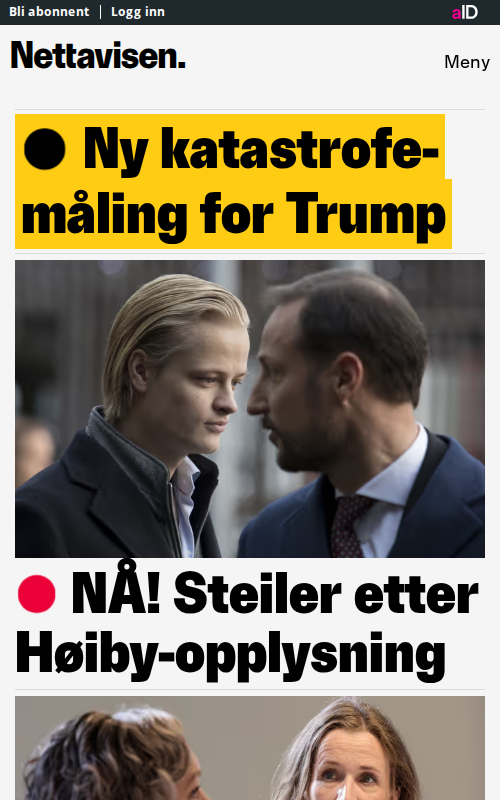 Bli abonnent | Logg inn
aID
Nettavisen.
Meny
Ny katastrofe-
måling for Trump
NÅ! Steiler etter
Høiby-opplysning